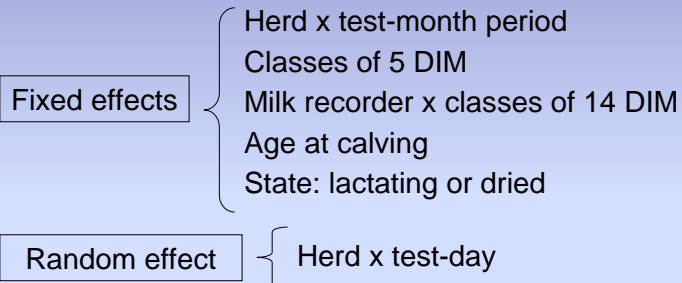 Herd x test-month period
Classes of 5 DIM
Fixed effects
Milk recorder x classes of 14 DIM
Age at calving
State: lactating or dried
Random effect
Herd x test-day